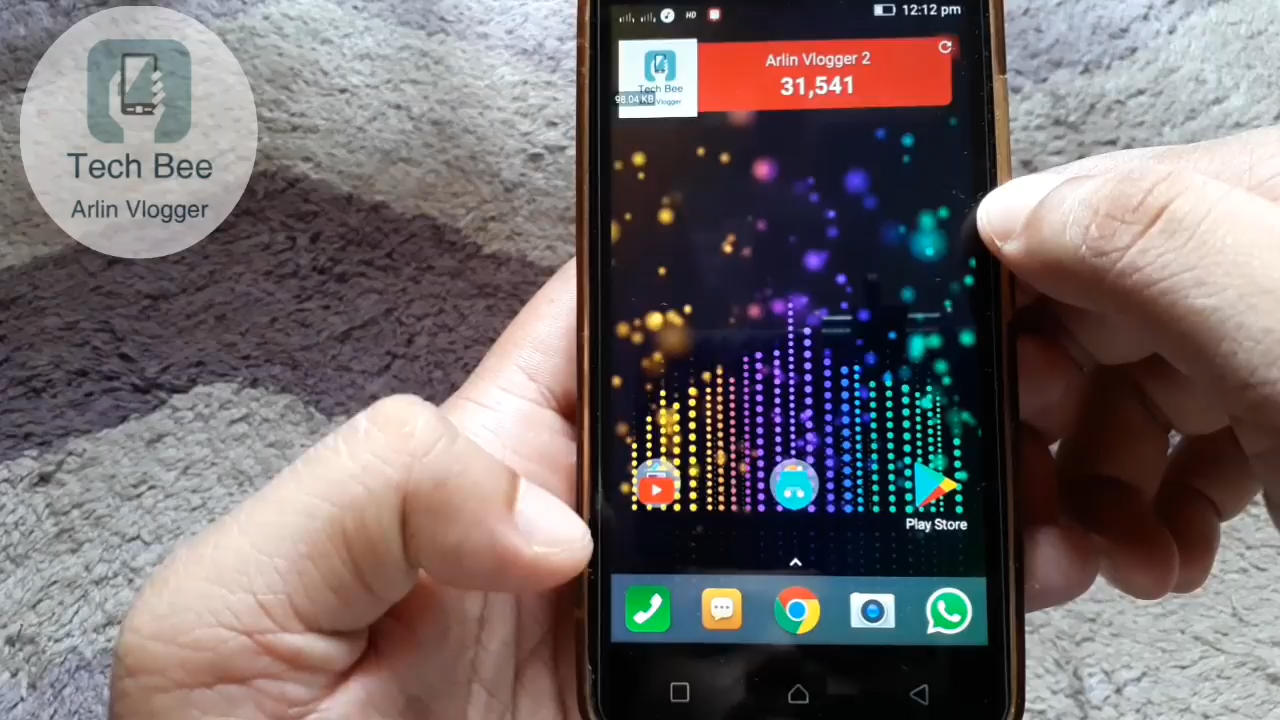 Tech Bee
Arlin Vlogger
HD
12:12 pm
Arlin Vlogger 2
31,541
Tech Bee
98.04 KB
Vlogger
Play Store